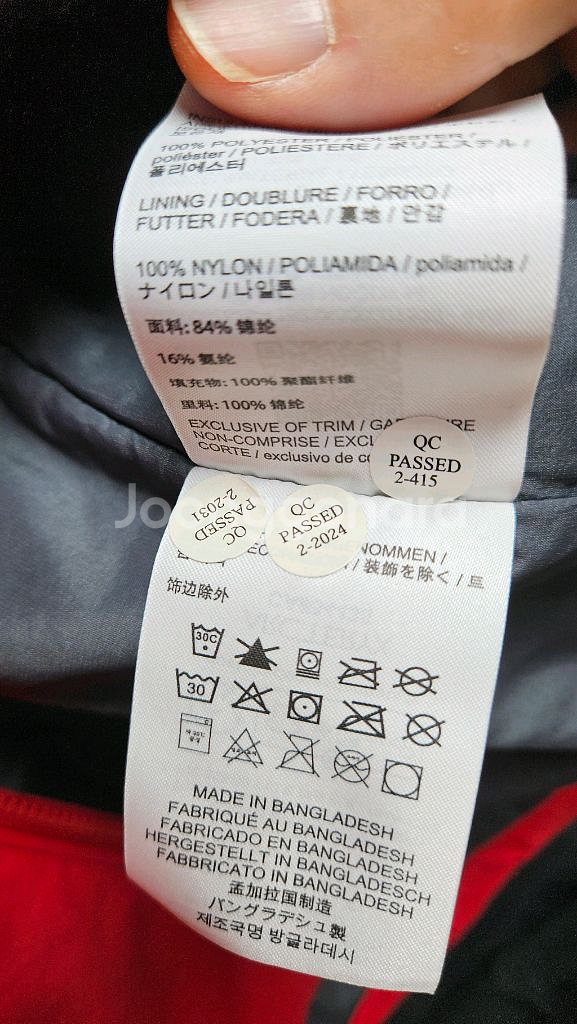 100% POLYESTER / POLIESTER /
poliéster / POLIESTERE / ポリエステル /
폴리에스터
LINING / DOUBLURE / FORRO /
FUTTER / FODERA / 裏地 / 안감
100% NYLON / POLIAMIDA / poliamida /
ナイロン / 나일론
面料: 84% 锦纶
16% 氨纶
填充物: 100% 聚酯纤维
里料: 100% 锦纶
EXCLUSIVE OF TRIM /
NON-COMPRISE /
CORTE / exclusivo de
QC
PASSED
2-415
QC
PASSED
2-2031
QC
PASSED
2-2024
NOMMEN /
/ 装飾を除く / 트
饰边除外
30C
30
MADE IN BANGLADESH
FABRIQUÉ AU BANGLADESH
FABRICADO EN BANGLADESH
HERGESTELLT IN BANGLADESCH
FABBRICATO IN BANGLADESH
孟加拉国制造
バングラデシュ製
제조국명 방글라데시